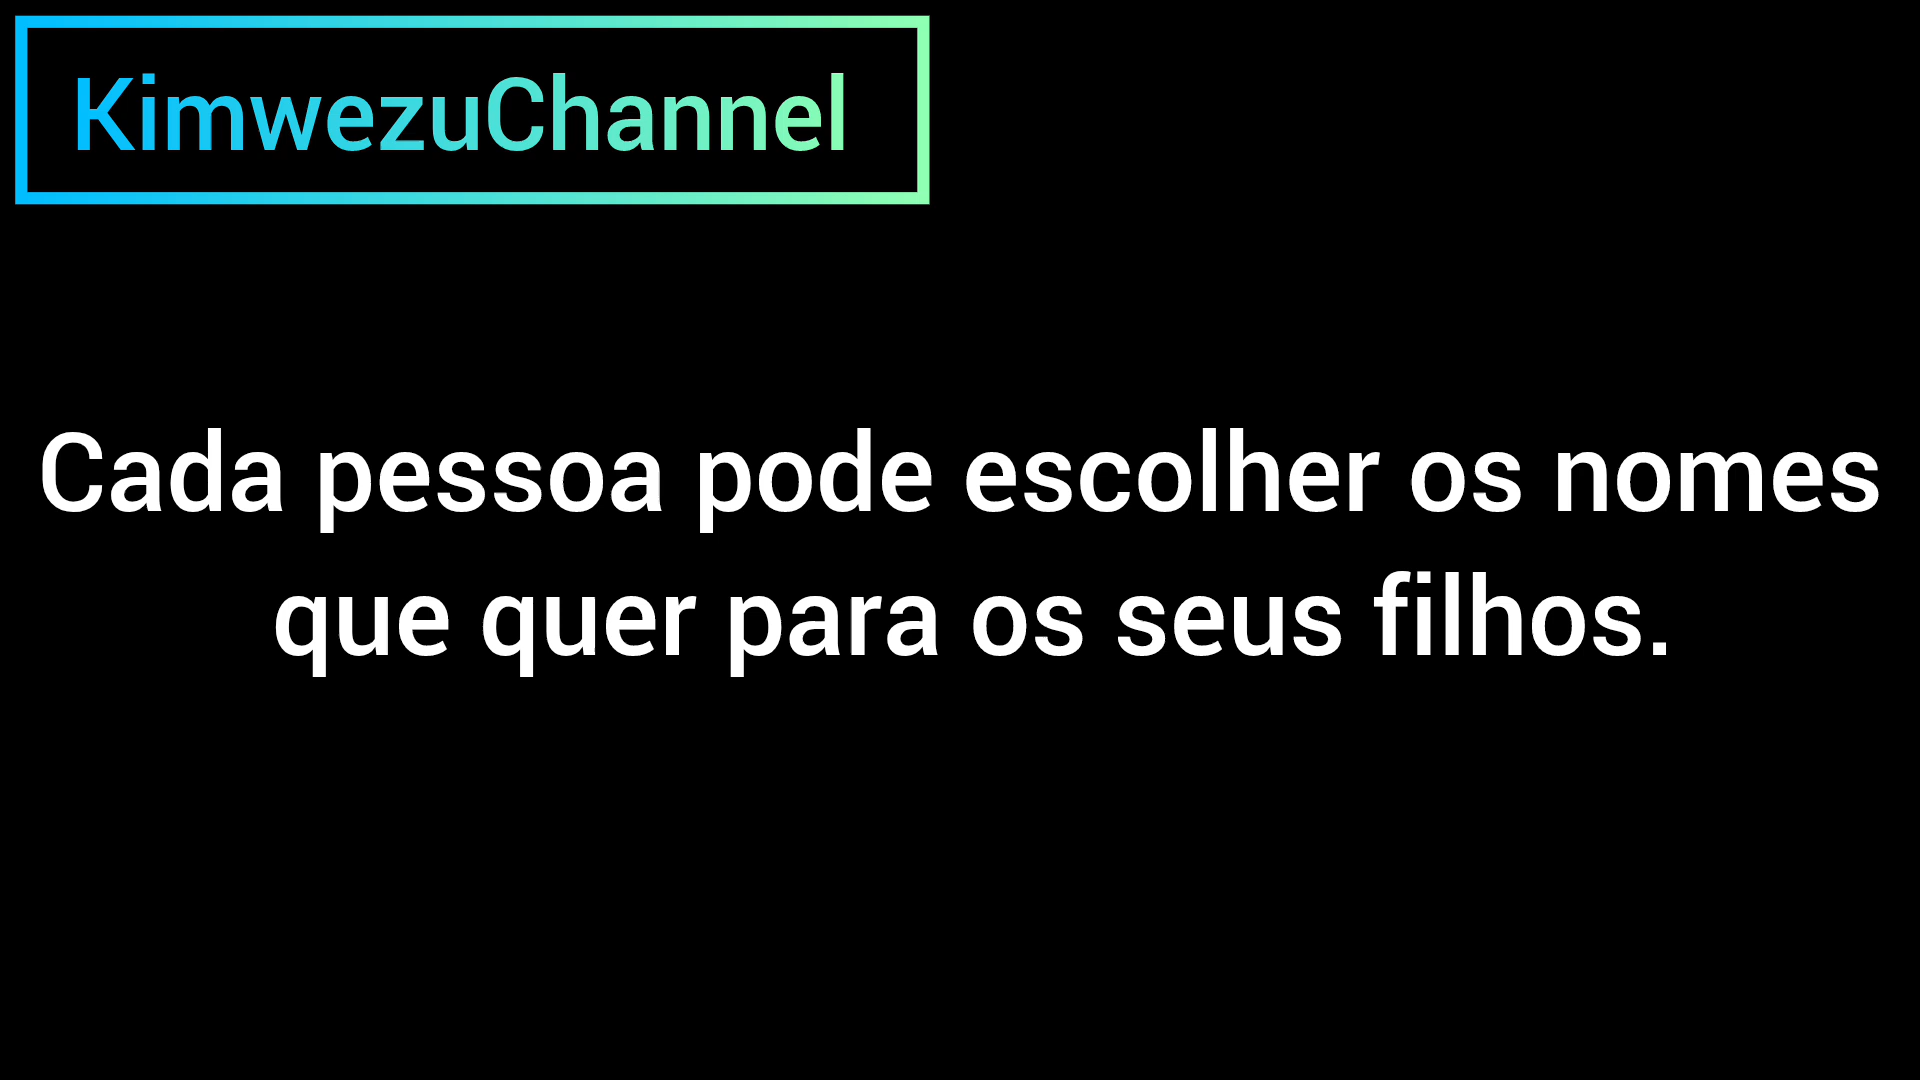 KimwezuChannel
Cada pessoa pode escolher os nomes
que quer para os seus filhos.